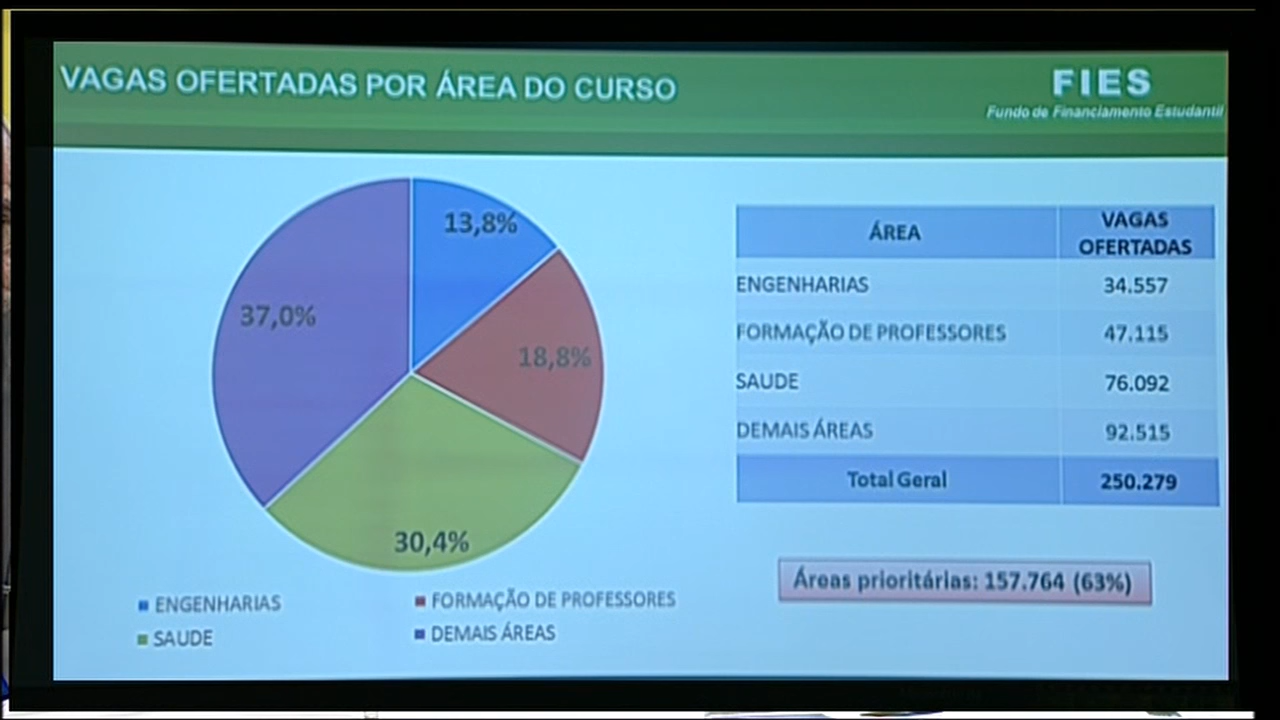 VAGAS OFERTADAS POR ÁREA DO CURSO
FIES
Fundo de Financiamento Estudantil
13,8%
37,0%
18,8%
30,4%
ENGENHARIAS
FORMAÇÃO DE PROFESSORES
SAUDE
DEMAIS ÁREAS
ÁREA
VAGAS
OFERTADAS
ENGENHARIAS 34.557
FORMAÇÃO DE PROFESSORES 47.115
SAUDE 76.092
DEMAIS ÁREAS 92.515
Total Geral 250.279
Áreas prioritárias: 157.764 (63%)